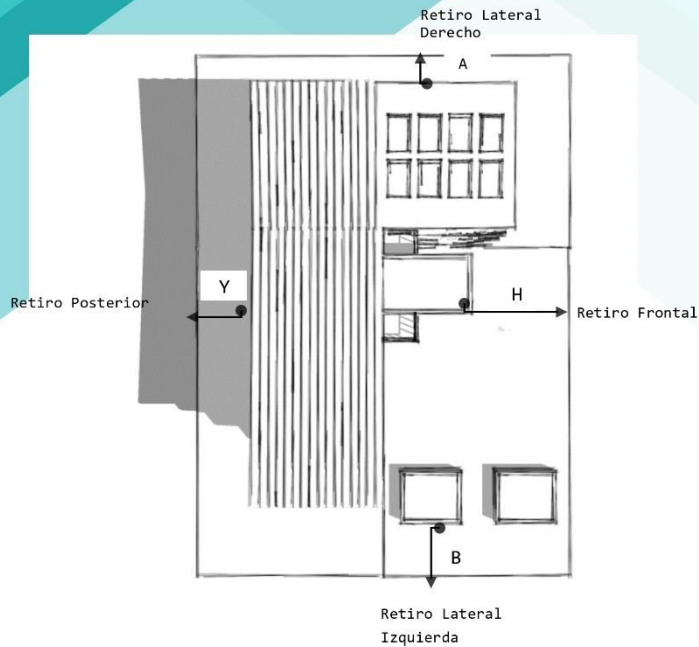 Retiro Lateral
Derecho
A
Y
Retiro Posterior
H
Retiro Frontal
B
Retiro Lateral
Izquierda